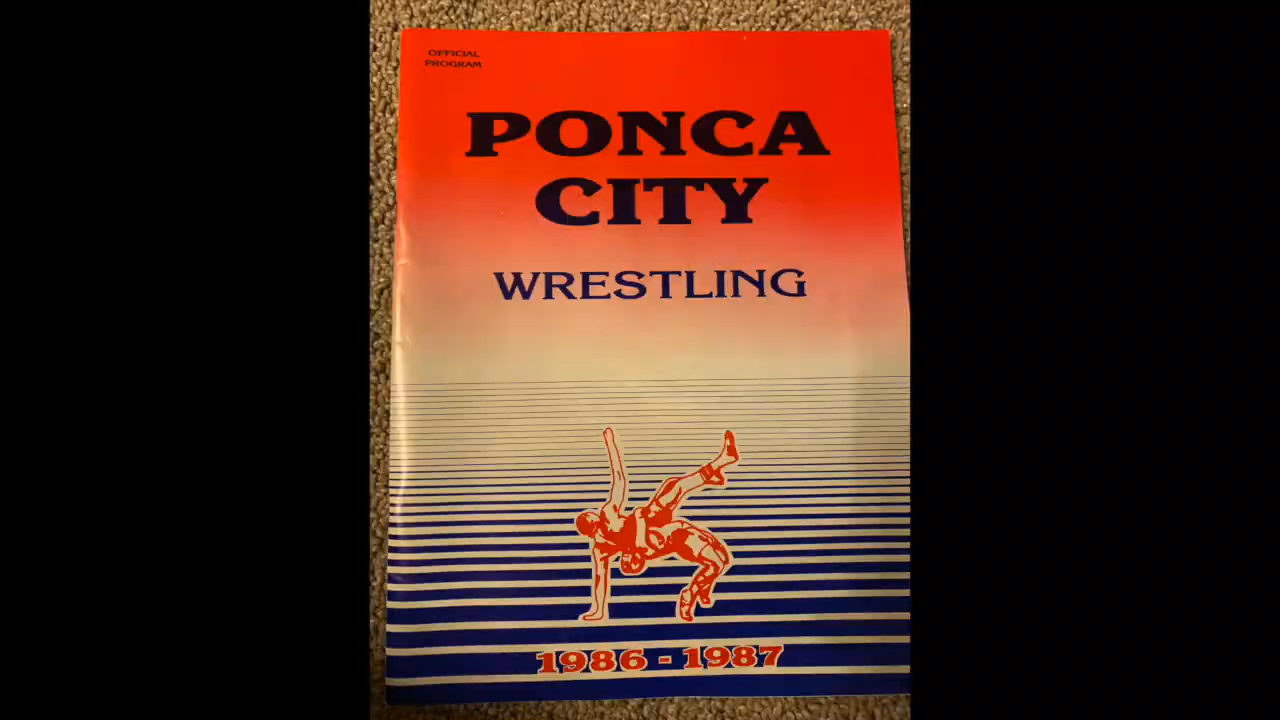 OFFICIAL
PROGRAM
PONCA
CITY
WRESTLING
1986 - 1987